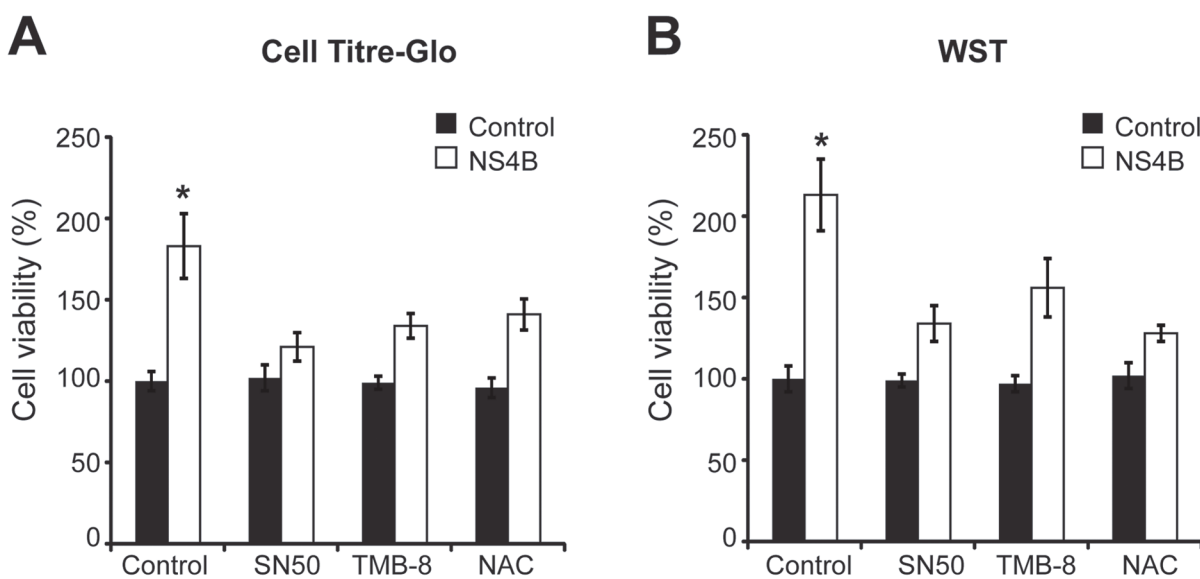 A
Cell Titre-Glo
Control
NS4B
Cell viability (%)
250
200
150
100
50
0
*
Control
SN50
TMB-8
NAC
B
WST
Control
NS4B
Cell viability (%)
250
200
150
100
50
0
*
Control
SN50
TMB-8
NAC